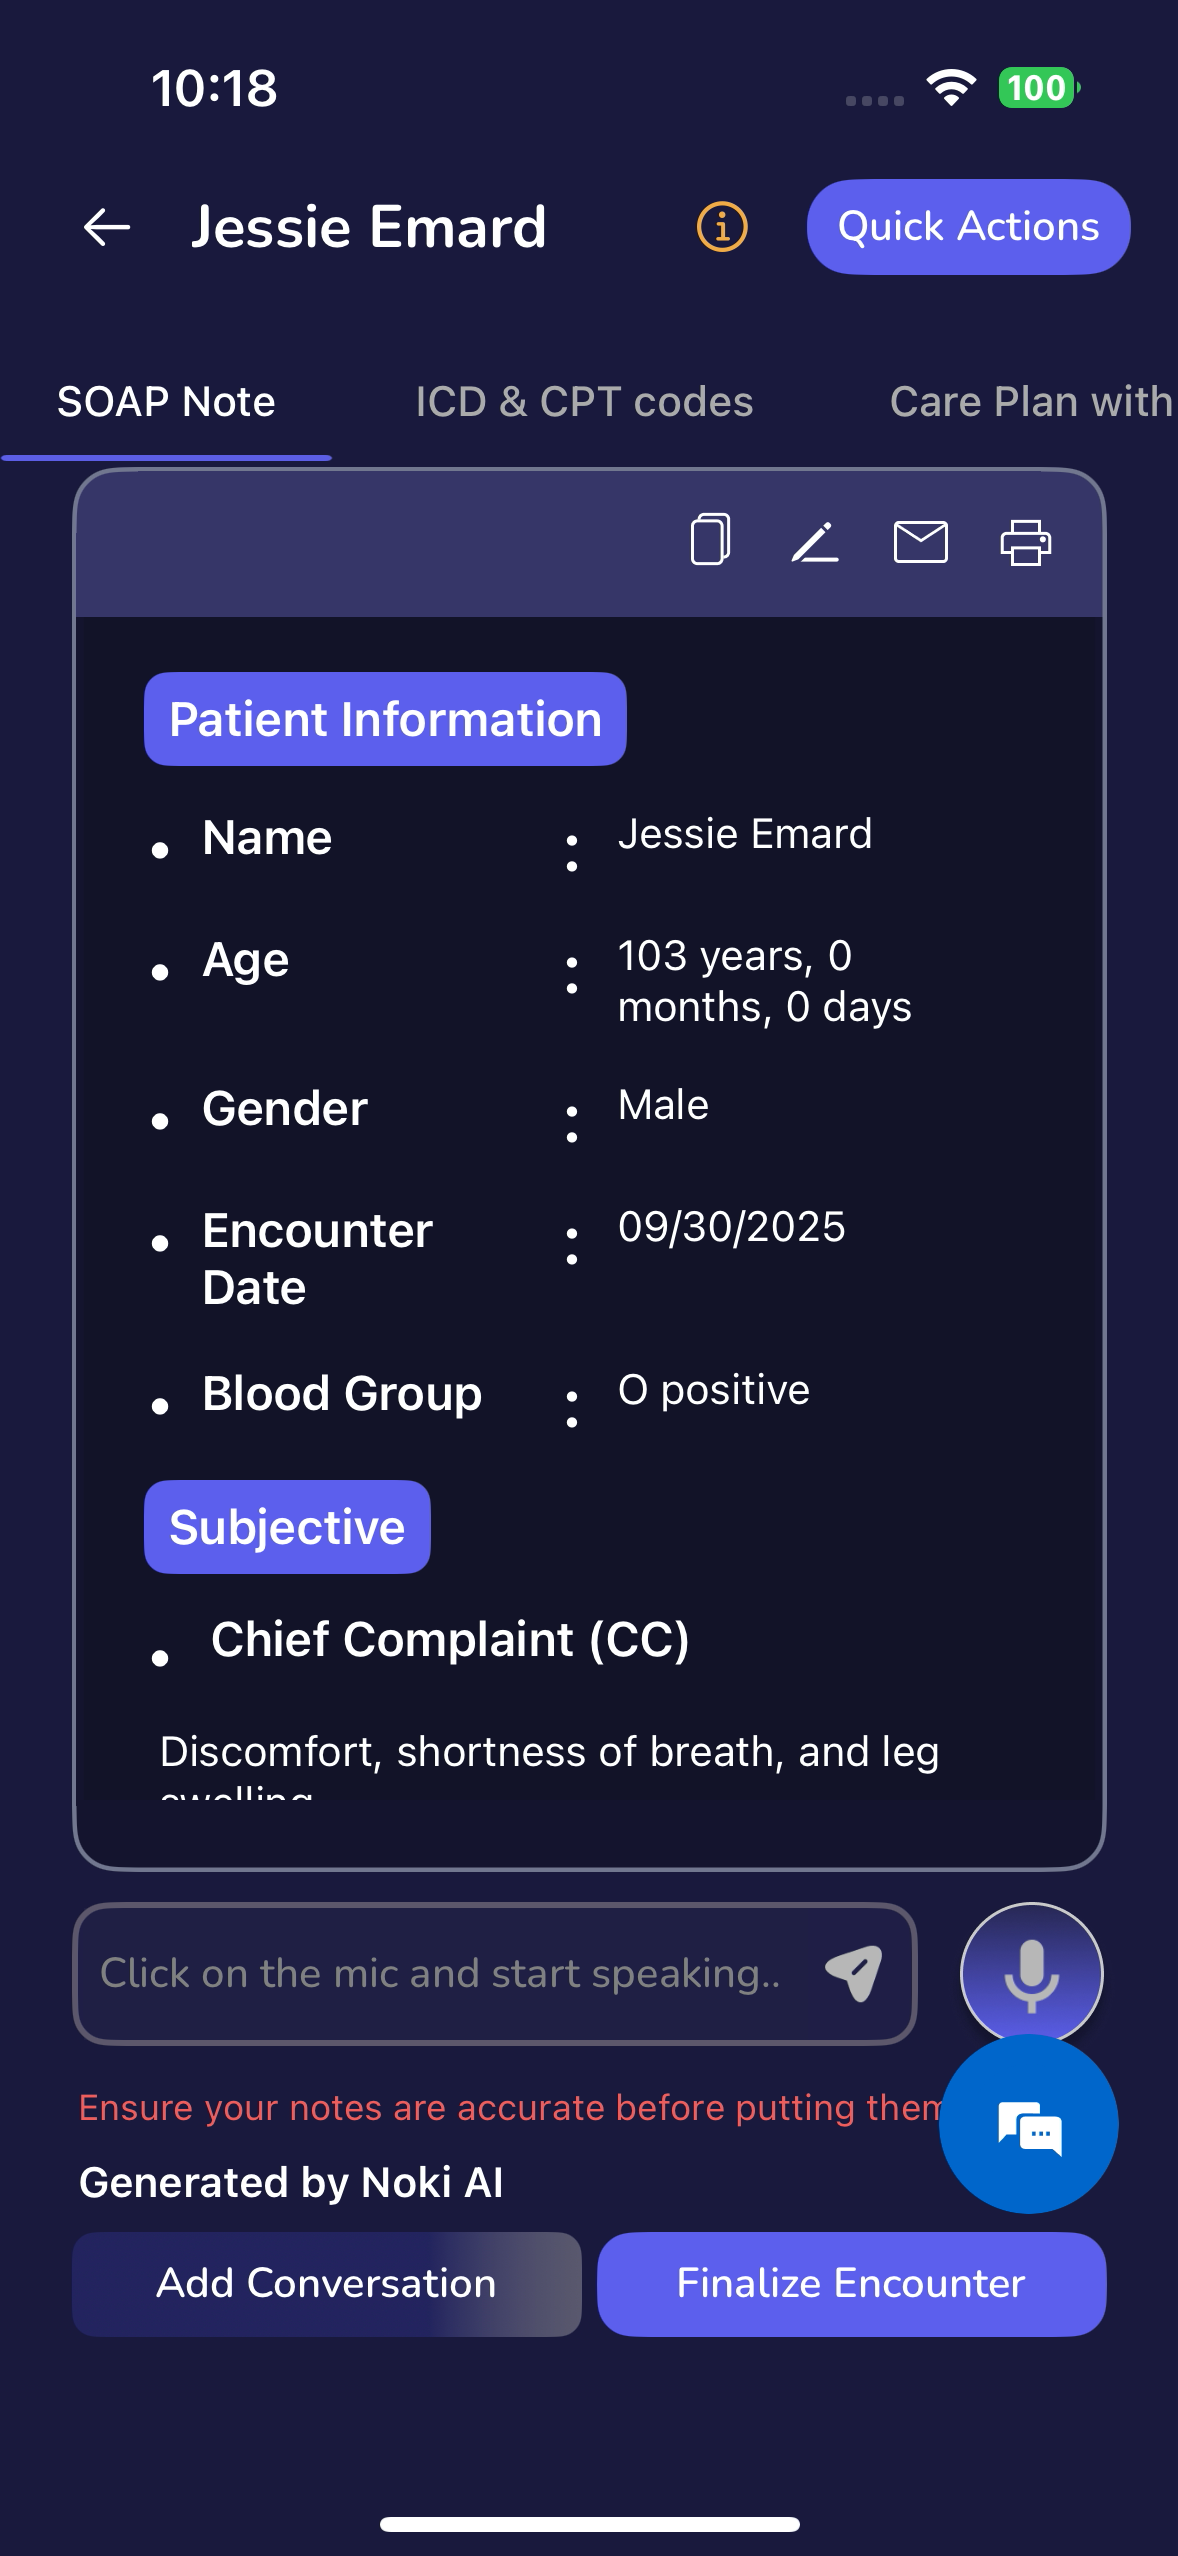 10:18
100
Jessie Emard
Quick Actions
SOAP Note
ICD & CPT codes
Care Plan with
Patient Information
Name : Jessie Emard
Age : 103 years, 0
months, 0 days
Gender : Male
Encounter : 09/30/2025
Date
Blood Group : O positive
Subjective
Chief Complaint (CC)
Discomfort, shortness of breath, and leg
swelling
Click on the mic and start speaking..
Ensure your notes are accurate before putting them
Generated by Noki AI
Add Conversation
Finalize Encounter